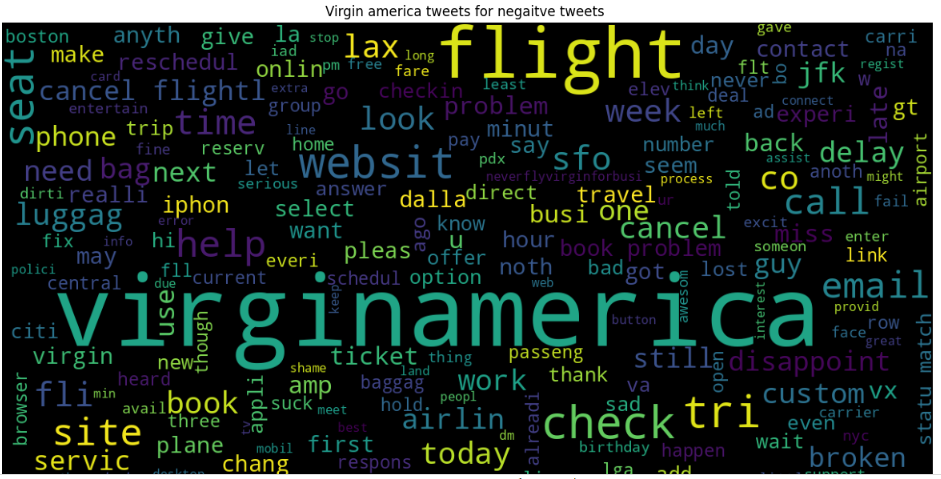 Virgin america tweets for negaitve tweets
boston anyth give la stop lax long flight gave carri
make iad day contact na
seat reschedul onlin pm free fare flt bo jfk regist
cancel flightl card extra go checkin least elev think never deal w late
entertain group problem week left ad connect experi gt
phone trip time look minut much
fine reserv line home pay say sfo number back delay airport
need bag next let websit pdx seem assist
dirti realli serious answer neverflyvirginforbusi process anoth might
iphon dalla direct travel ur told co call fail
luggag select ago know busi one cancel excit miss
fix error want u hour book problem someon enter
may info hi help pleas offer link
everi noth bad got lost guy
polici fll current schedul option web email
central due keep awesom interest provid
virginamerica
citi use though button face row great
virgin new ticket thing passeng still open disappoint statu match
heard shame land thank va
browser fli min appli amp baggag work custom vx
avail book suck meet hold peopl sad even carrier
three airlin alreadi check tri
site tv best dm birthday nyc
plane first today happen wait broken
servic mobil respons
chang lga add support
desktop